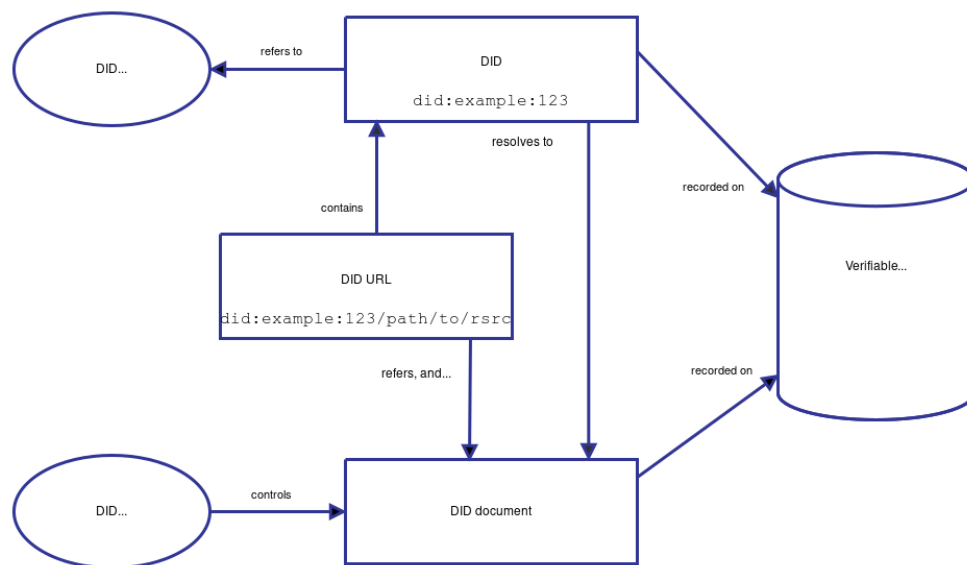 DID...
refers to
DID
did:example:123
resolves to
recorded on
contains
DID URL
did:example:123/path/to/rsrc
Verifiable...
refers, and...
recorded on
DID...
controls
DID document